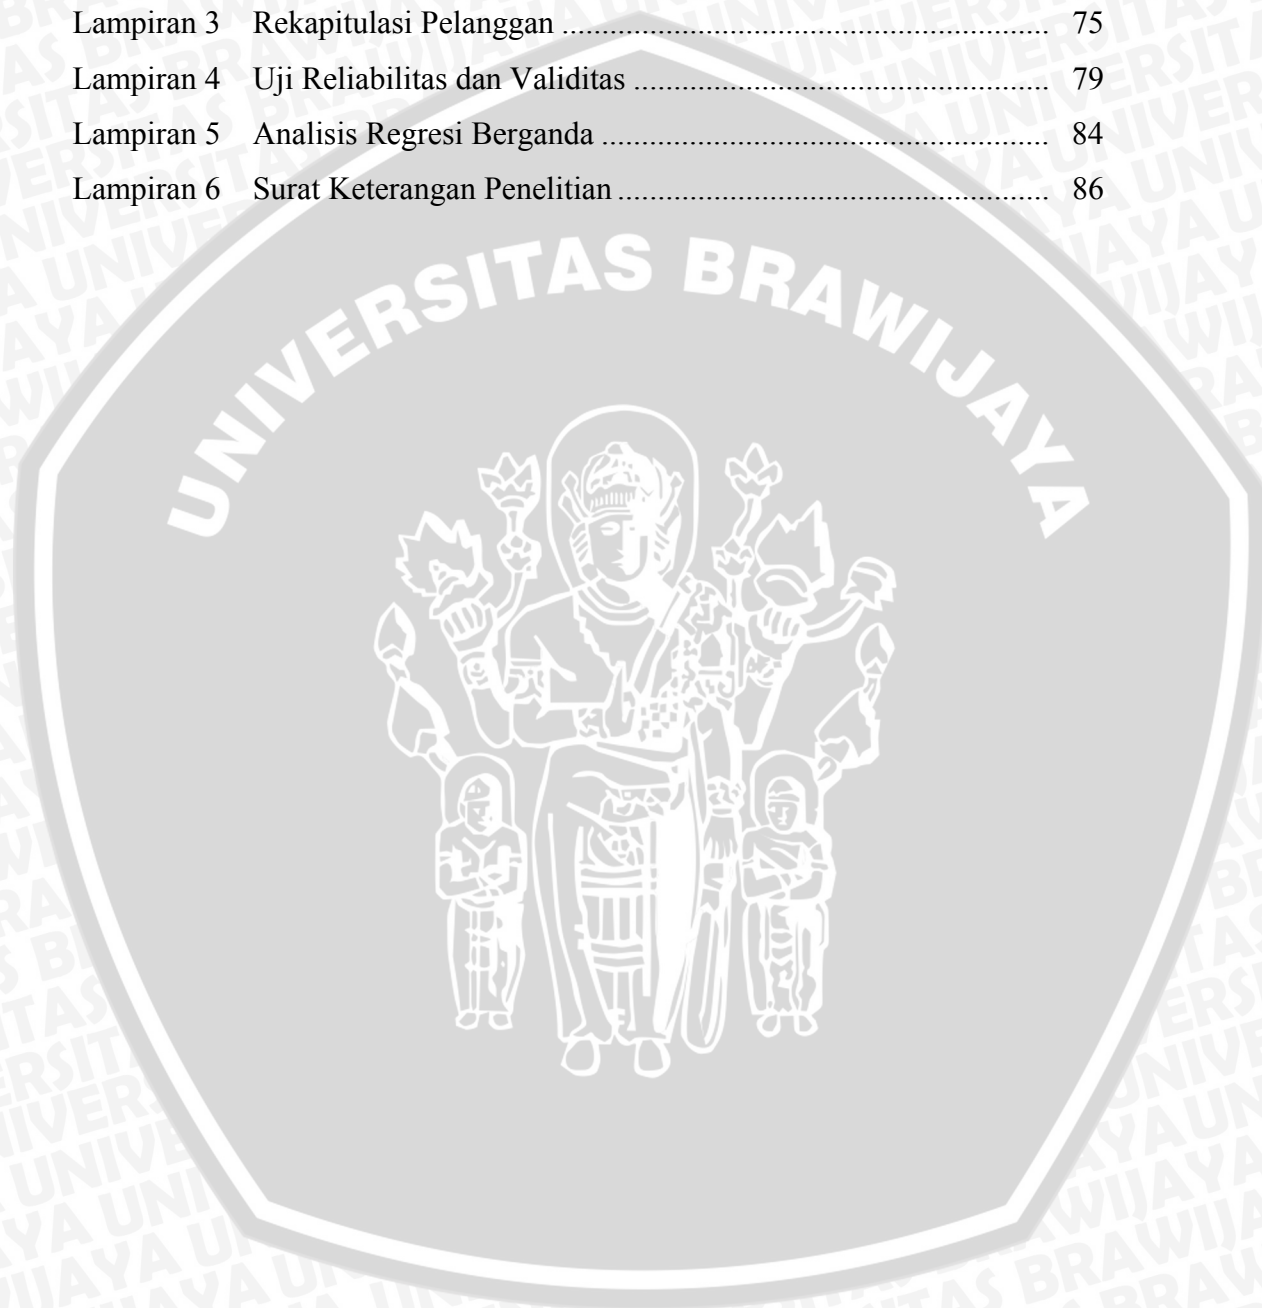 Lampiran 3 Rekapitulasi Pelanggan ............................................................. 75
Lampiran 4 Uji Reliabilitas dan Validitas .................................................... 79
Lampiran 5 Analisis Regresi Berganda ........................................................ 84
Lampiran 6 Surat Keterangan Penelitian ...................................................... 86
UNIVERSITAS BRAWIJAYA